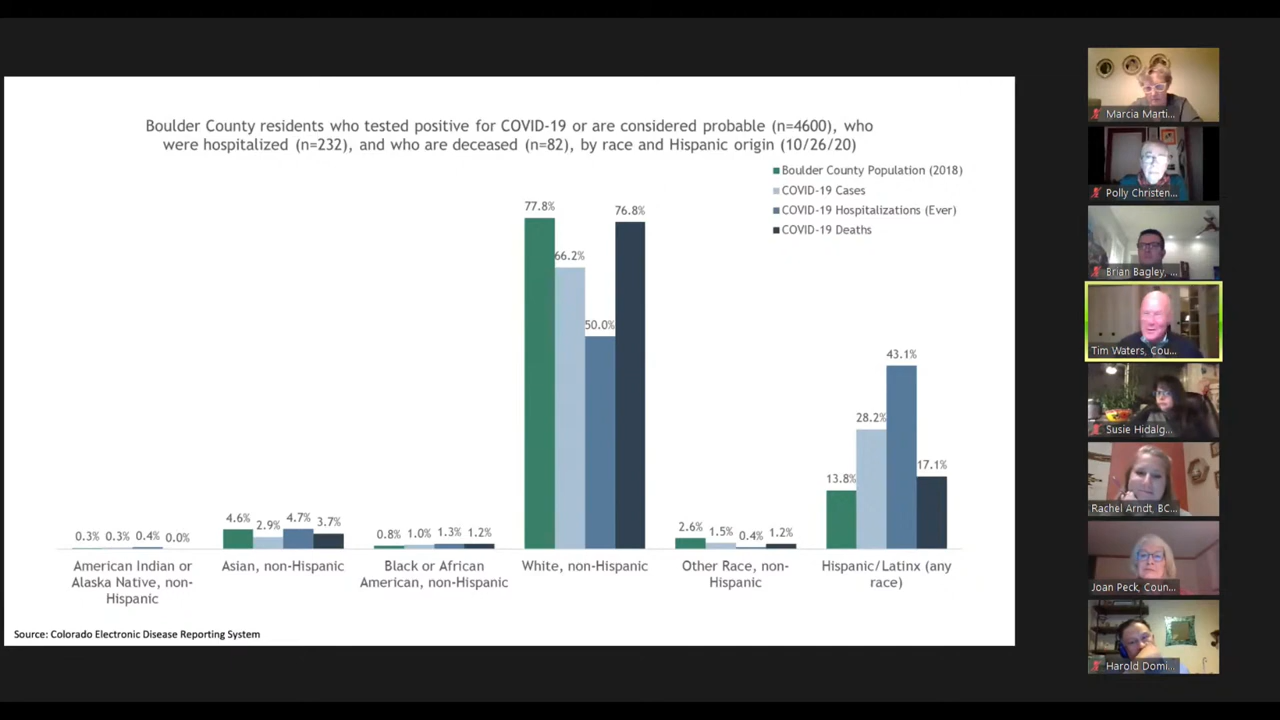 Boulder County residents who tested positive for COVID-19 or are considered probable (n=4600), who
were hospitalized (n=232), and who are deceased (n=82), by race and Hispanic origin (10/26/20)
Boulder County Population (2018)
COVID-19 Cases
COVID-19 Hospitalizations (Ever)
COVID-19 Deaths
0.3% 0.3% 0.4% 0.0%
4.6% 2.9% 4.7% 3.7%
0.8% 1.0% 1.3% 1.2%
77.8% 66.2% 50.0% 76.8%
2.6% 1.5% 0.4% 1.2%
13.8% 28.2% 43.1% 17.1%
American Indian or
Alaska Native, non-
Hispanic
Asian, non-Hispanic
Black or African
American, non-Hispanic
White, non-Hispanic
Other Race, non-
Hispanic
Hispanic/Latinx (any
race)
Source: Colorado Electronic Disease Reporting System
Marcia Marti...
Polly Christen...
Brian Bagley, ...
Tim Waters, Cou...
Susie Hidalg...
Rachel Arndt, BC...
Joan Peck, Coun...
Harold Domi...